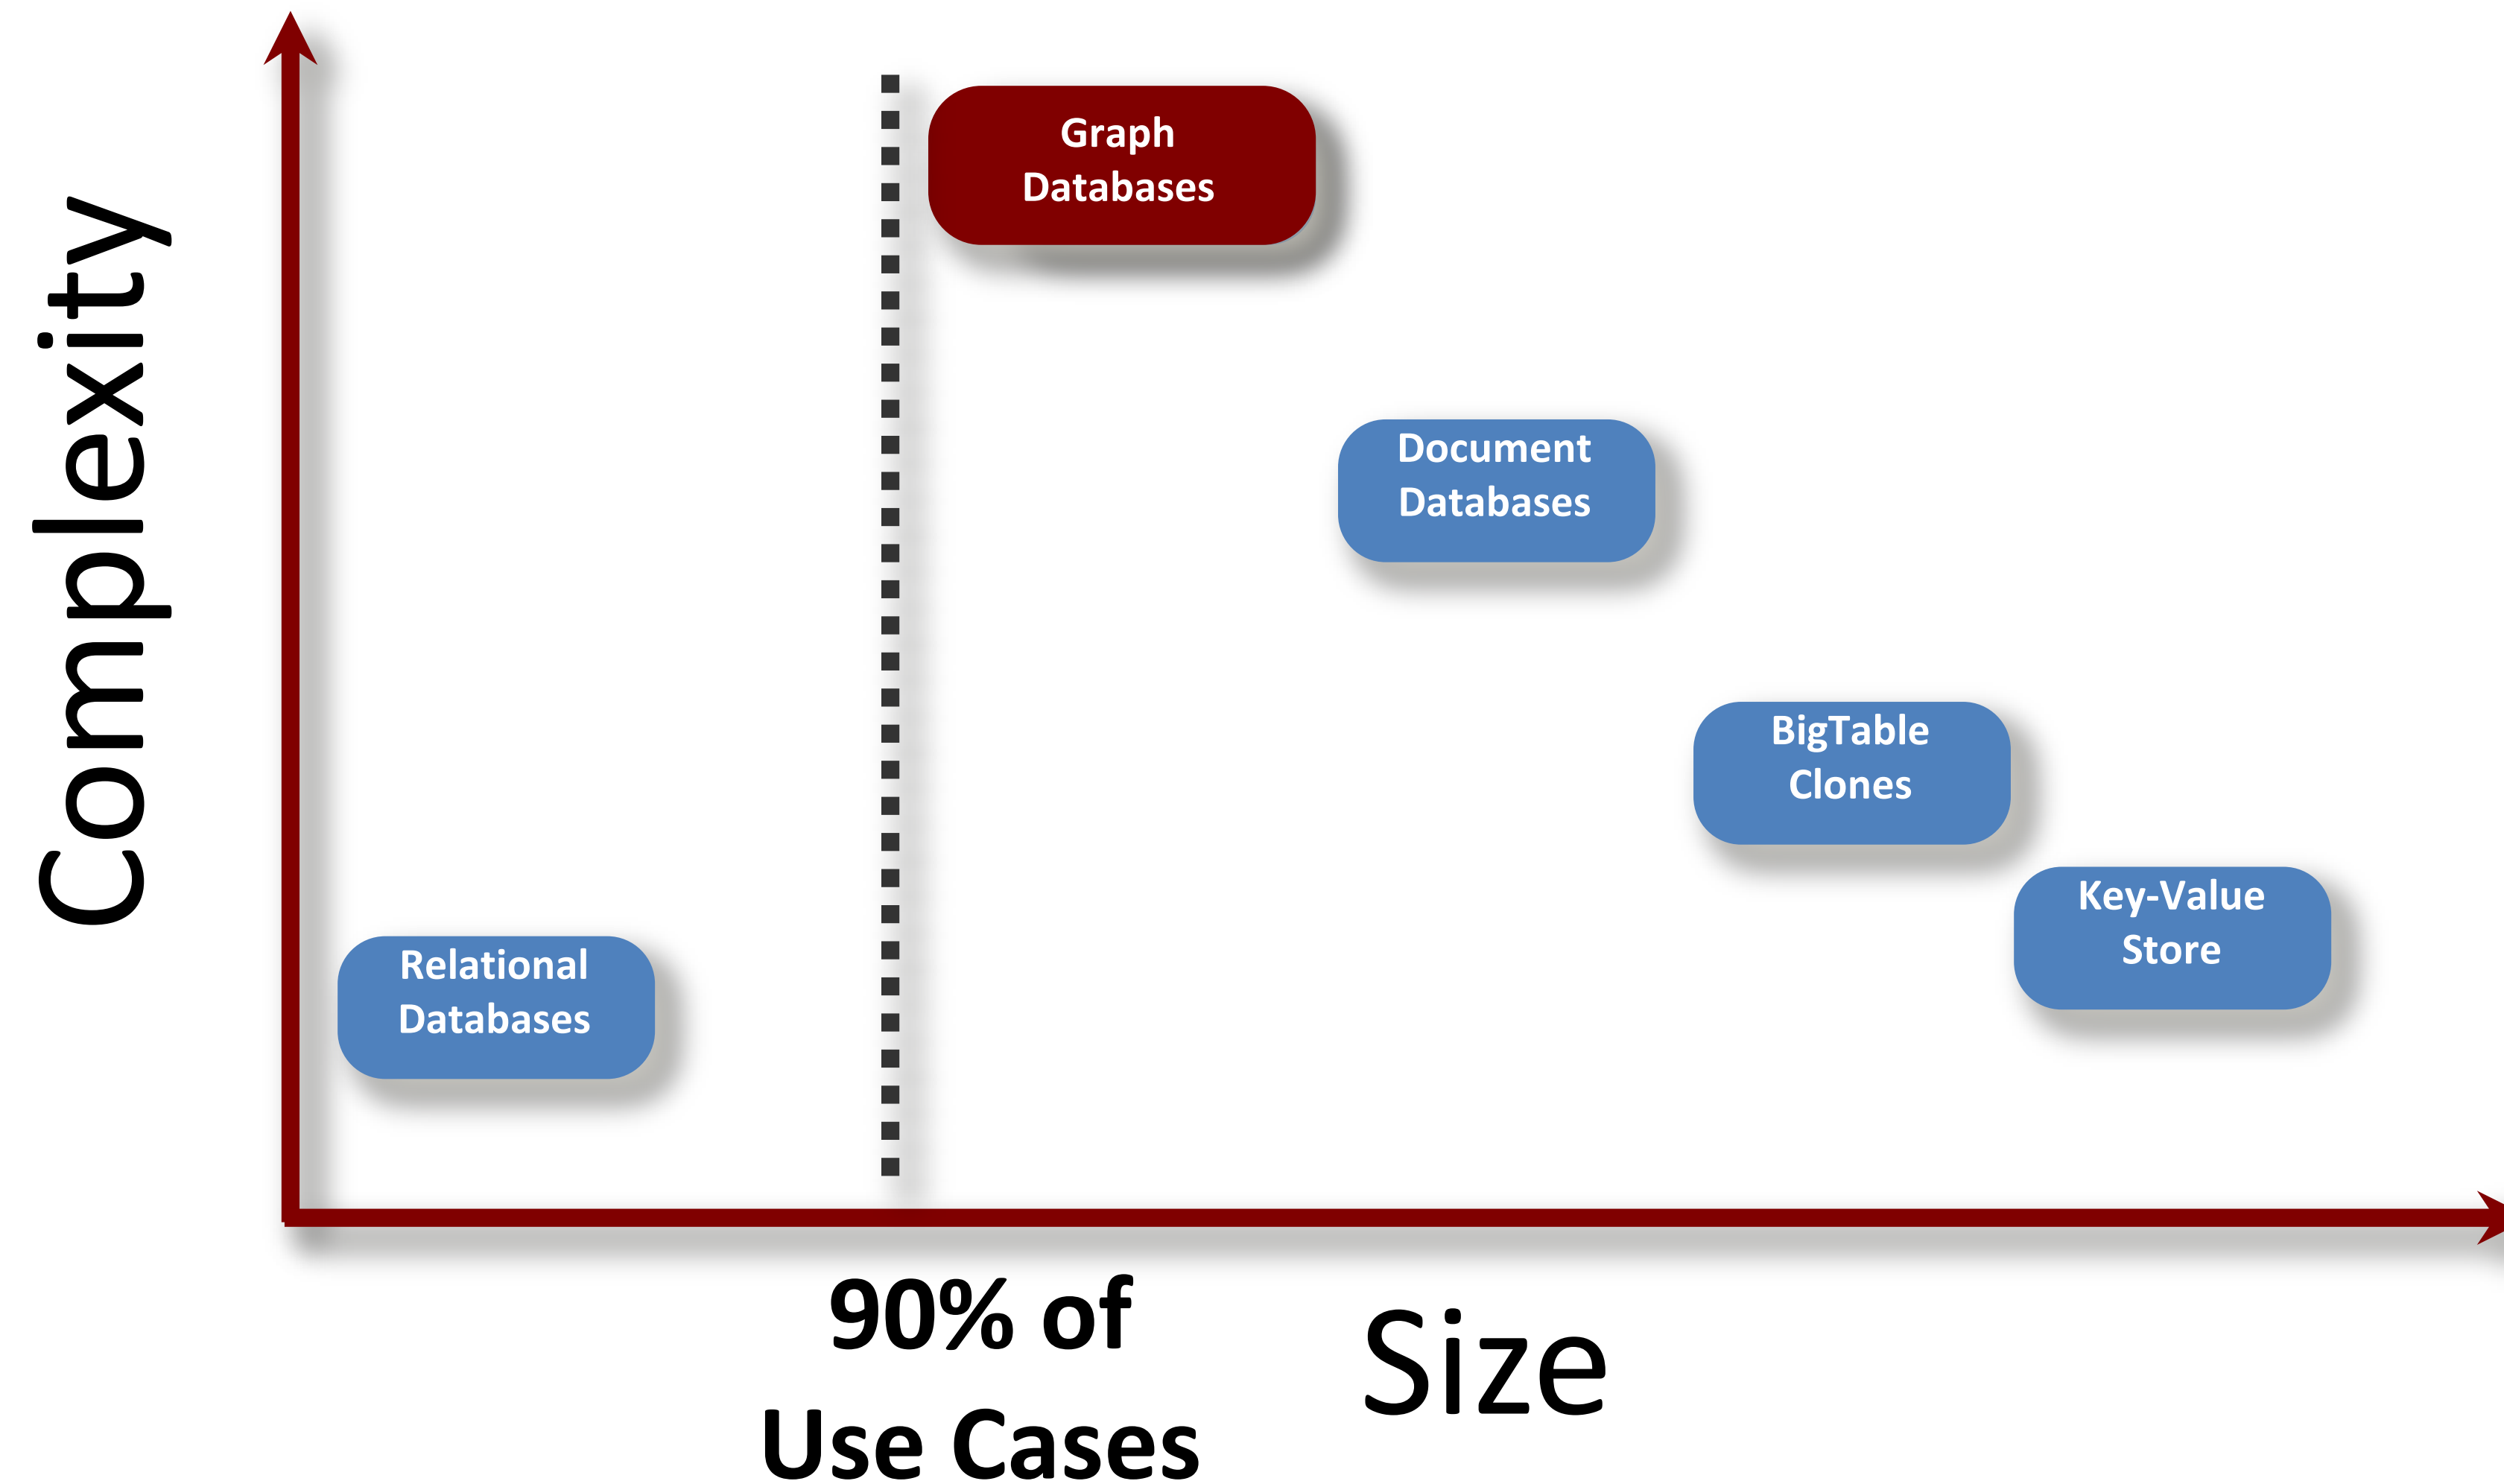 Complexity
Graph
Databases
Document
Databases
BigTable
Clones
Key-Value
Store
Relational
Databases
90% of
Use Cases
Size